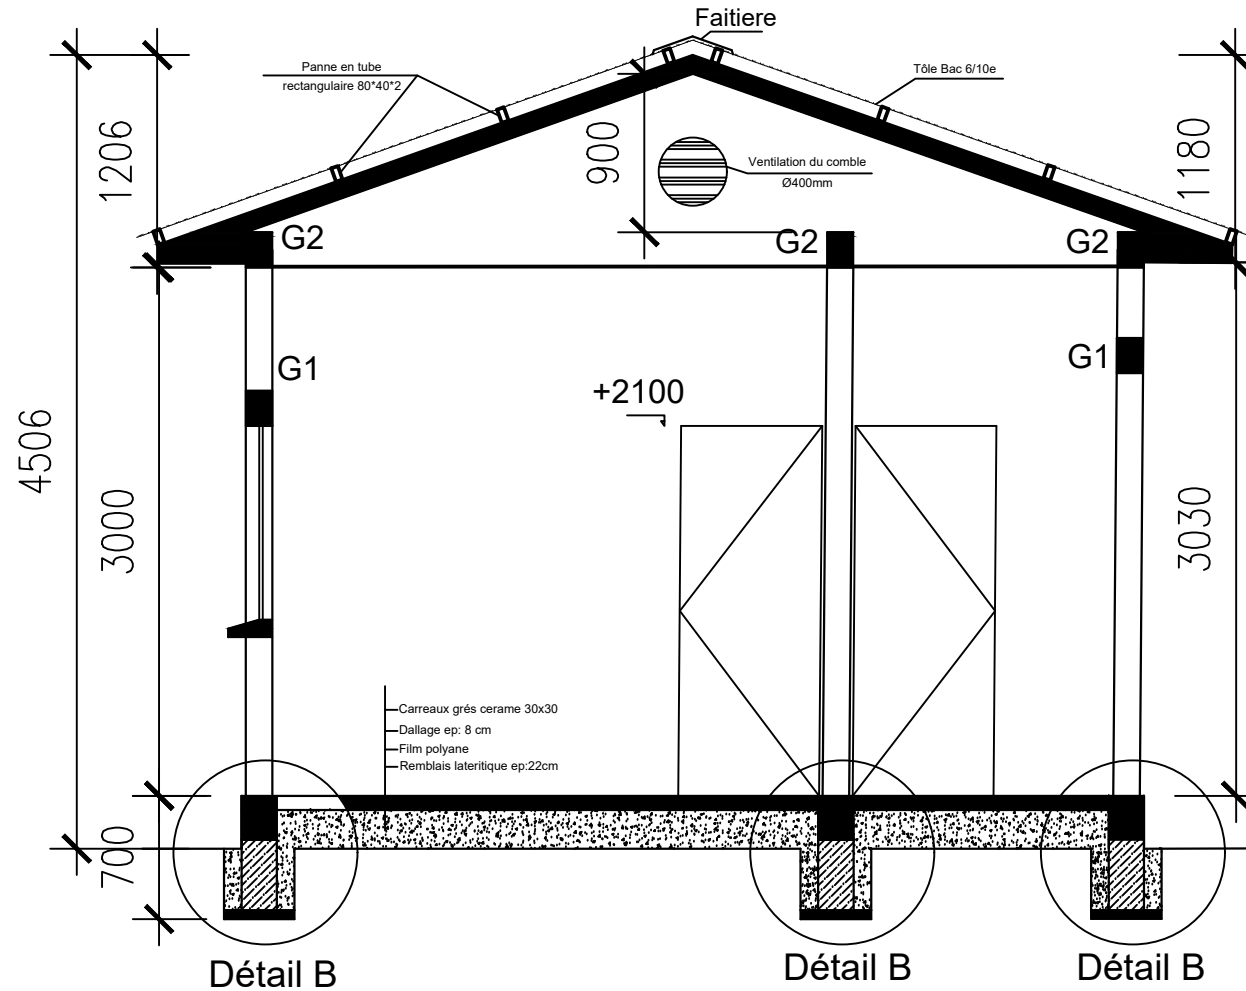 Faitiere
Panne en tube
rectangulaire 80*40*2
Tôle Bac 6/10e
1206
900
1180
Ventilation du comble
Ø400mm
G2
G2
G2
G1
G1
+2100
4506
3000
3030
Carreaux grés cerame 30x30
Dallage ep: 8 cm
Film polyane
Remblais lateritique ep:22cm
700
Détail B
Détail B
Détail B